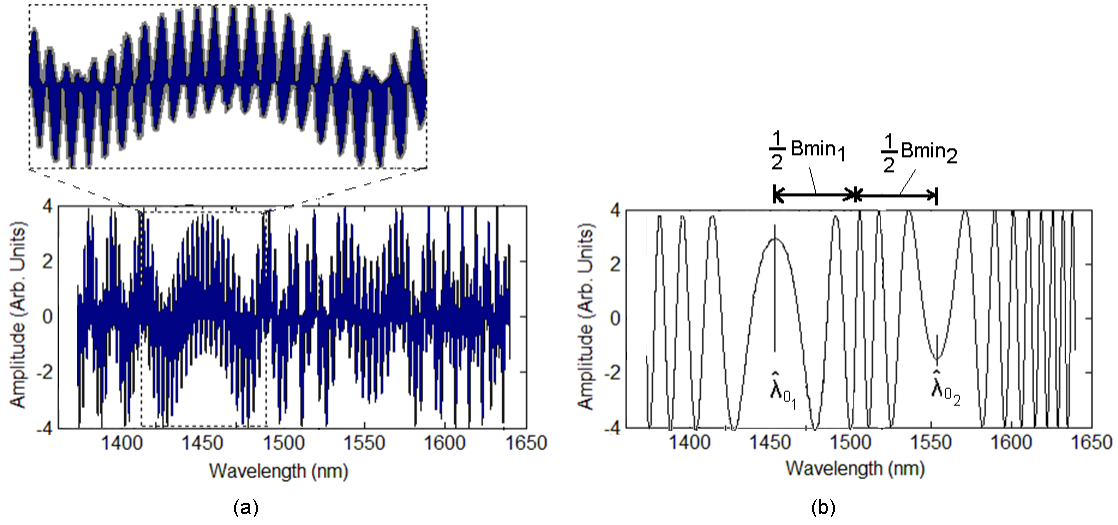 4
2
0
-2
-4
Amplitude (Arb. Units)
1400 1450 1500 1550 1600 1650
Wavelength (nm)
(a)
1/2 Bmin₁ 1/2 Bmin₂
4
2
0
-2
-4
Amplitude (Arb. Units)
λ̂₀₁ λ̂₀₂
1400 1450 1500 1550 1600 1650
Wavelength (nm)
(b)